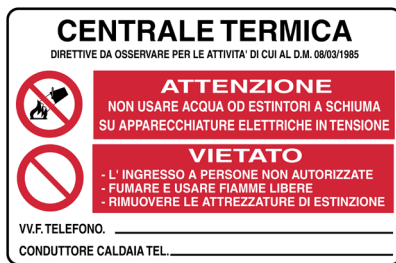 CENTRALE TERMICA
DIRETTIVE DA OSSERVARE PER LE ATTIVITA' DI CUI AL D.M. 08/03/1985
ATTENZIONE
NON USARE ACQUA OD ESTINTORI A SCHIUMA
SU APPARECCHIATURE ELETTRICHE IN TENSIONE
VIETATO
- L' INGRESSO A PERSONE NON AUTORIZZATE
- FUMARE E USARE FIAMME LIBERE
- RIMUOVERE LE ATTREZZATURE DI ESTINZIONE
VV.F. TELEFONO.
CONDUTTORE CALDAIA TEL.